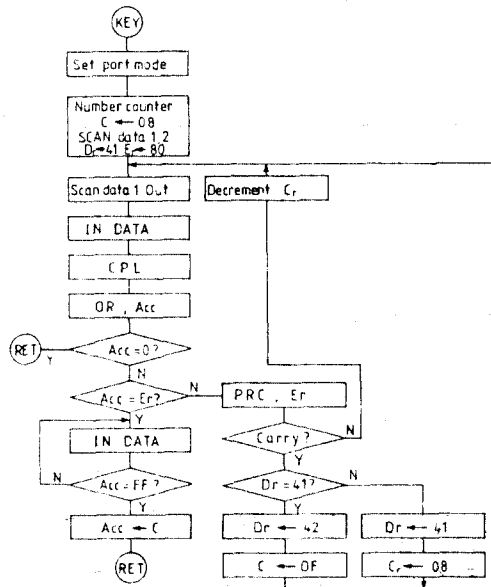 KEY
Set port mode
Number counter
C ← 08
SCAN data 1,2
Dr←41 Er←80
Scan data 1 Out
Decrement Cr
IN DATA
CPL
OR , Acc
Acc=0?
RET
Y
N
Acc=Er?
N
Y
PRC , Er
IN DATA
Carry?
N
Y
Acc=FF?
N
Y
Dr=41?
N
Y
Acc ← C
Dr ← 42
Dr ← 41
RET
C ← 0F
Cr ← 08